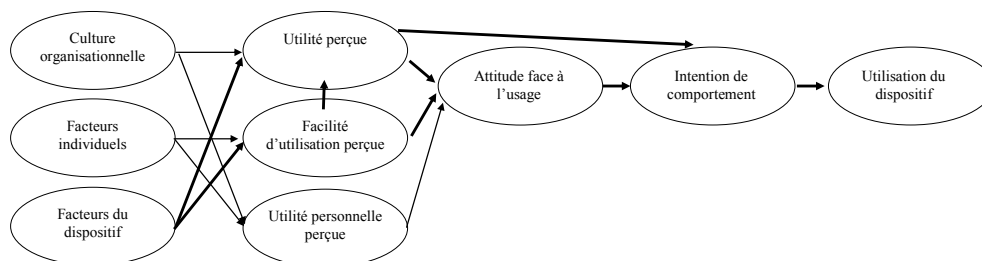 Culture
organisationnelle
Utilité perçue
Attitude face à
l'usage
Intention de
comportement
Utilisation du
dispositif
Facteurs
individuels
Facilité
d'utilisation perçue
Facteurs du
dispositif
Utilité personnelle
perçue